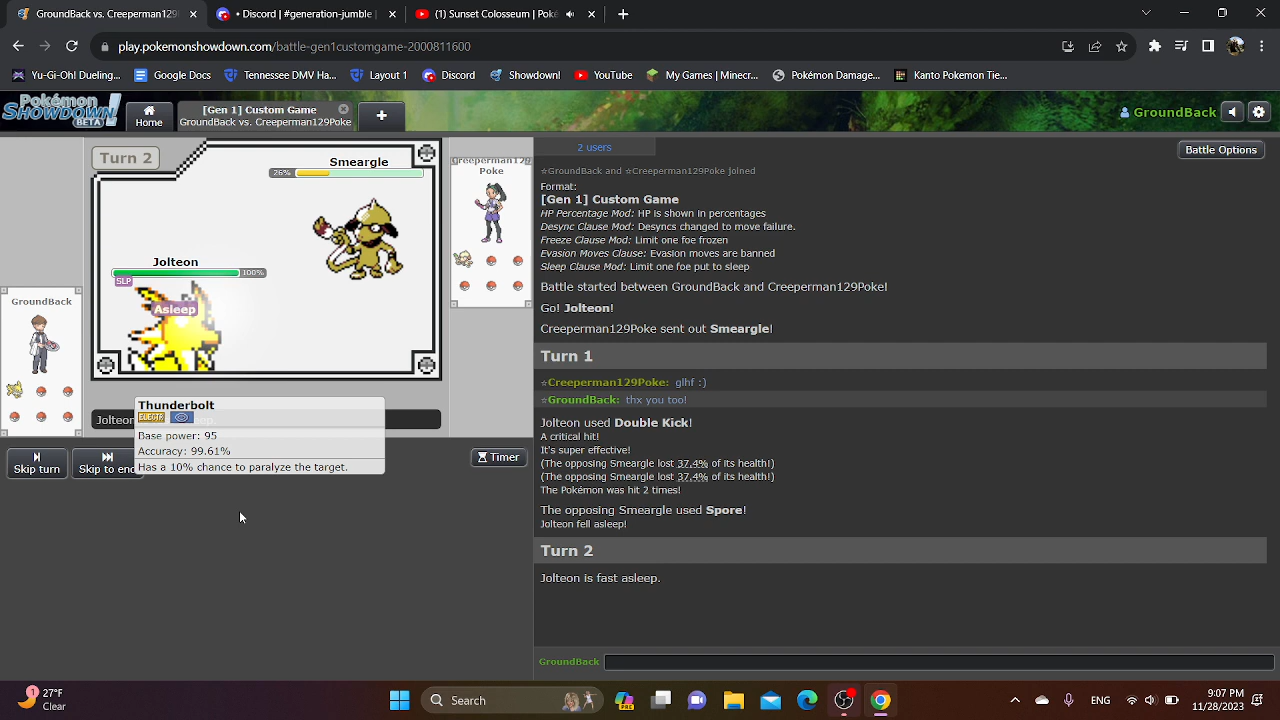 GroundBack vs. Creeperman129
• Discord | #generation-jumble |
(1) Sunset Colosseum | Poké
play.pokemonshowdown.com/battle-gen1customgame-2000811600
Yu-Gi-Oh! Dueling...
Google Docs
Tennessee DMV Ha...
Layout 1
Discord
Showdown!
YouTube
My Games | Minecr...
Pokémon damage...
Kanto Pokemon Tie...
Pokémon
SHOWDOWN!
BETA
Home
[Gen 1] Custom Game
GroundBack vs. Creeperman129Poke
GroundBack
Turn 2
Smeargle
26%
Jolteon
100%
SLP
Asleep
Poke
GroundBack
Jolteon
Thunderbolt
ELECTR
Base power: 95
Accuracy: 99.61%
Has a 10% chance to paralyze the target.
Skip turn
Skip to end
Timer
2 users
Battle Options
☆GroundBack and ☆Creeperman129Poke joined
Format:
[Gen 1] Custom Game
HP Percentage Mod: HP is shown in percentages
Desync Clause Mod: Desyncs changed to move failure.
Freeze Clause Mod: Limit one foe frozen
Evasion Moves Clause: Evasion moves are banned
Sleep Clause Mod: Limit one foe put to sleep
Battle started between GroundBack and Creeperman129Poke!
Go! Jolteon!
Creeperman129Poke sent out Smeargle!
Turn 1
☆Creeperman129Poke: glhf :)
☆GroundBack: thx you too!
Jolteon used Double Kick!
A critical hit!
It's super effective!
(The opposing Smeargle lost 37.4% of its health!)
(The opposing Smeargle lost 37.4% of its health!)
The Pokémon was hit 2 times!
The opposing Smeargle used Spore!
Jolteon fell asleep!
Turn 2
Jolteon is fast asleep.
GroundBack
1
27°F
Clear
Search
9:07 PM
11/28/2023